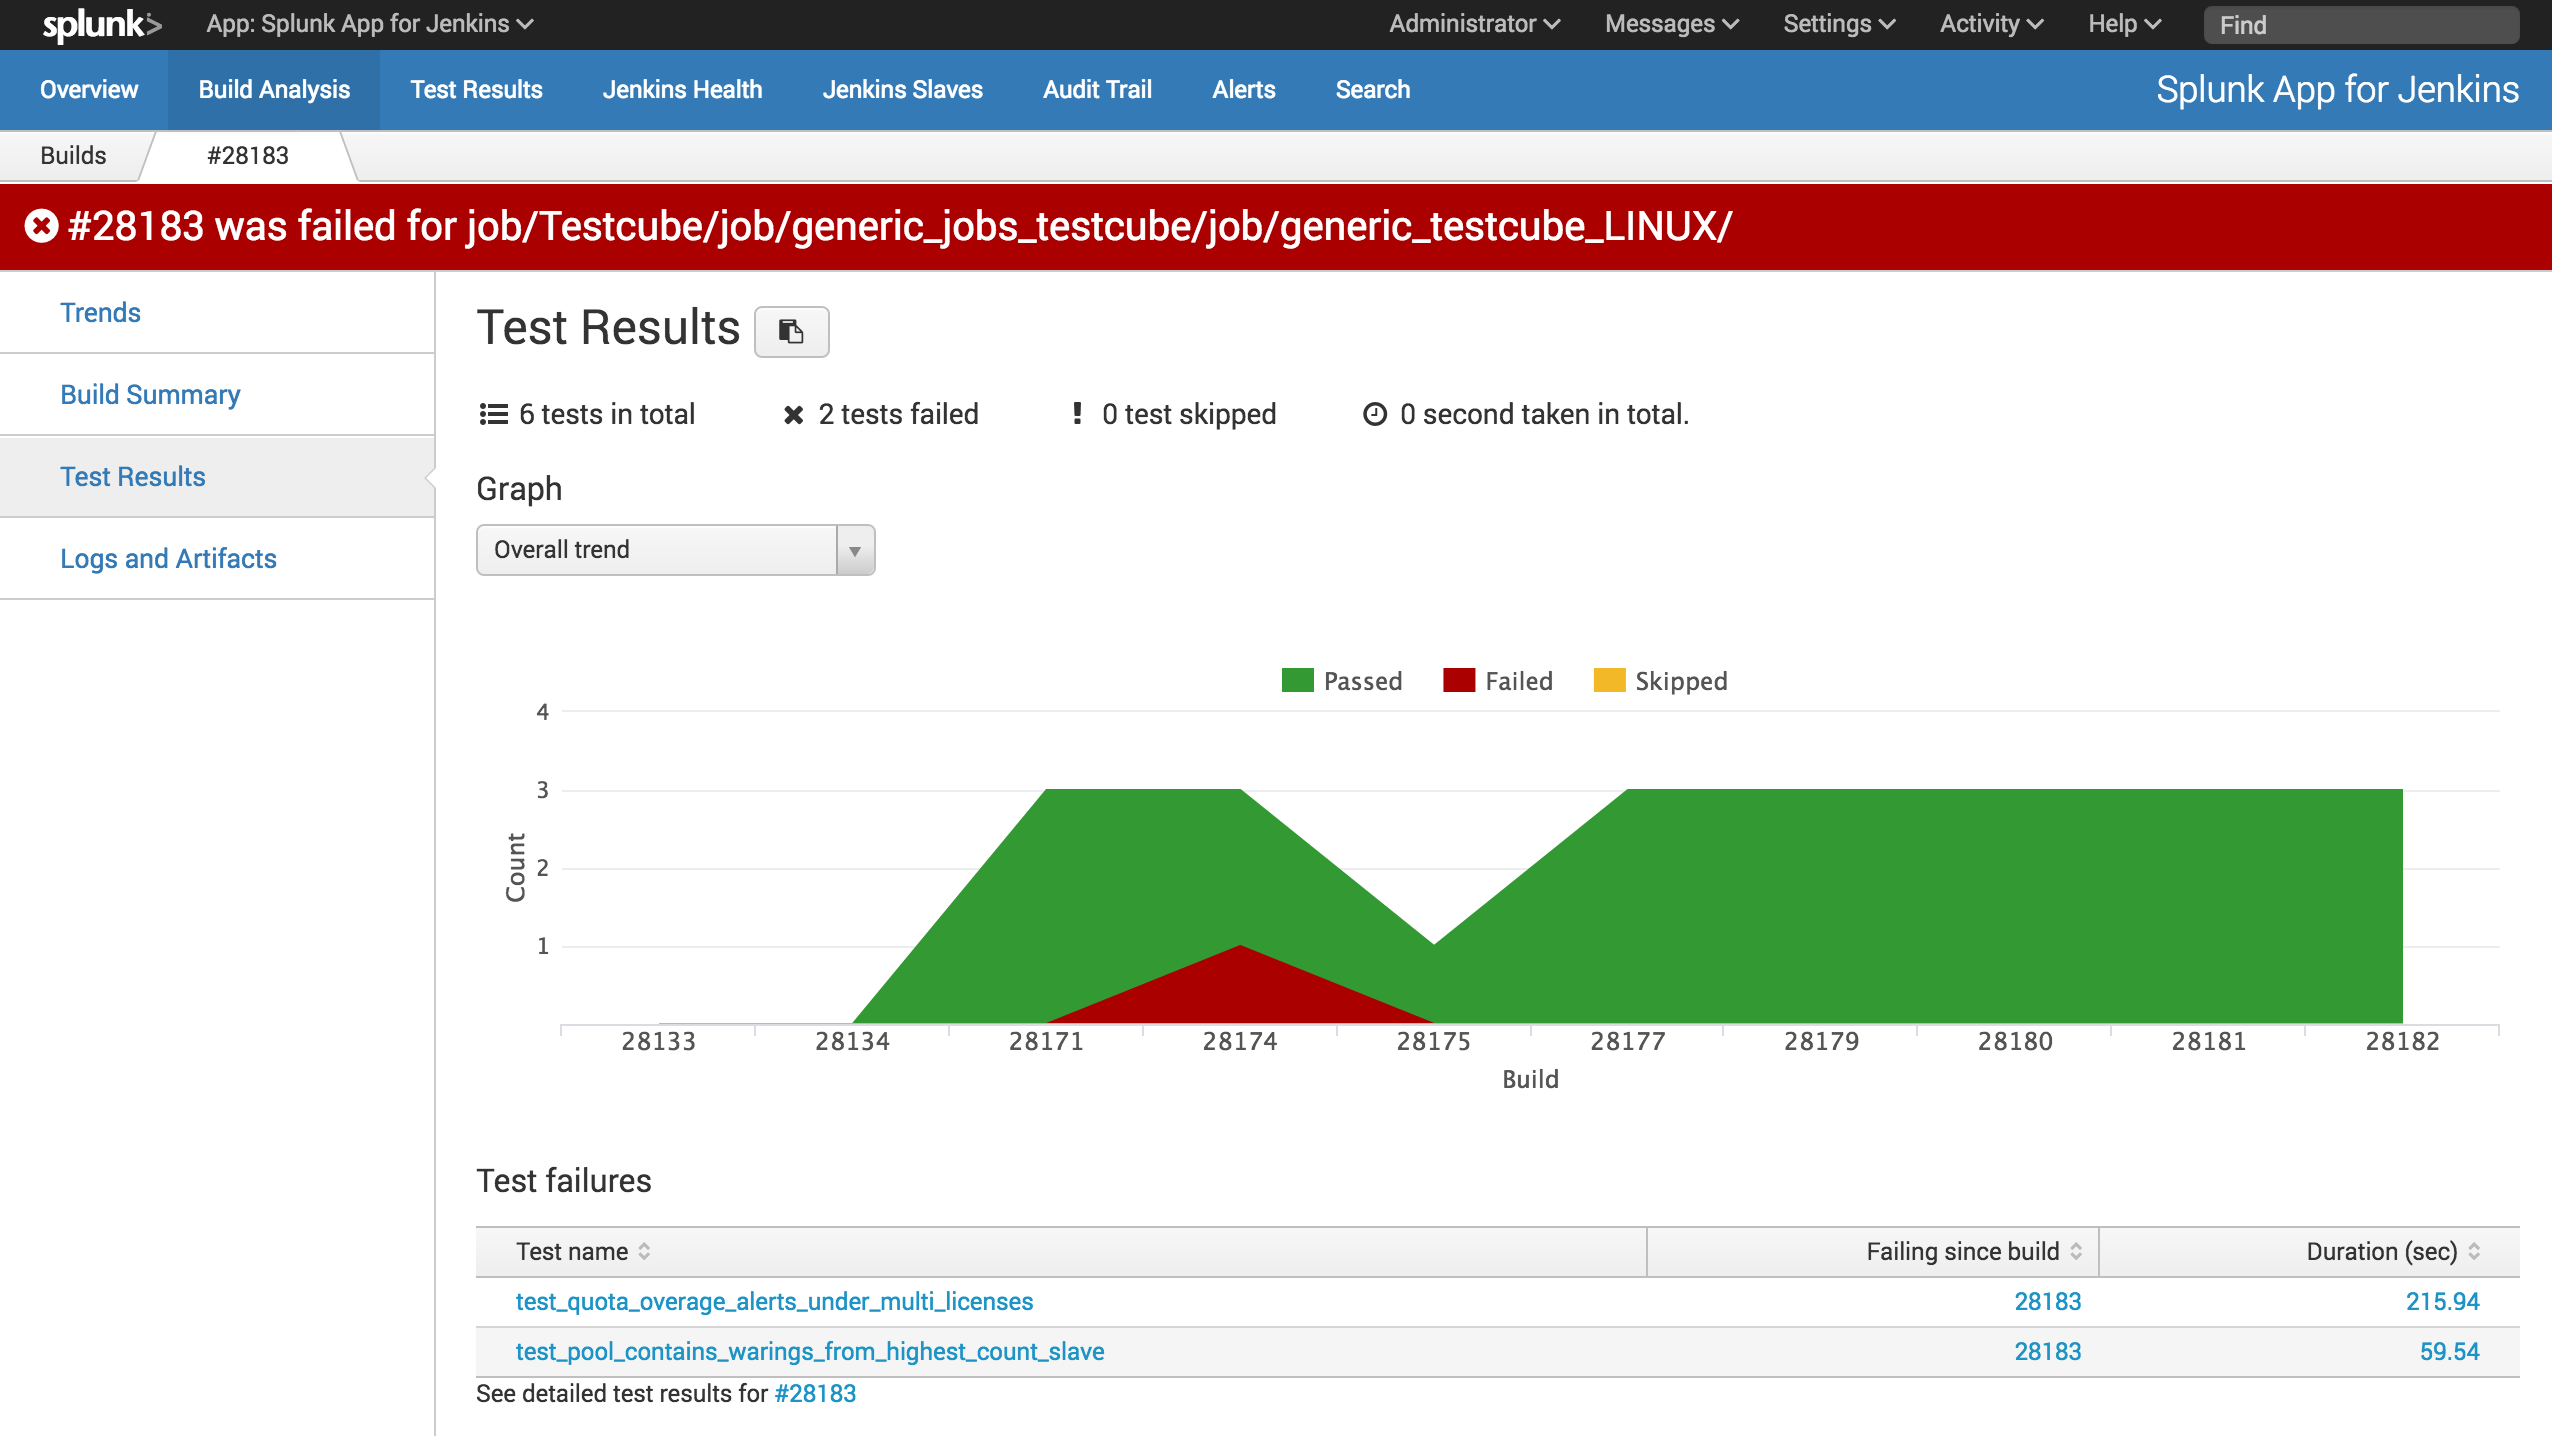 splunk> App: Splunk App for Jenkins Administrator Messages Settings Activity Help Find
Overview Build Analysis Test Results Jenkins Health Jenkins Slaves Audit Trail Alerts Search Splunk App for Jenkins
Builds #28183
#28183 was failed for job/Testcube/job/generic_jobs_testcube/job/generic_testcube_LINUX/
Trends
Build Summary
Test Results
Logs and Artifacts
Test Results
6 tests in total 2 tests failed 0 test skipped 0 second taken in total.
Graph
Overall trend
Passed Failed Skipped
4
3
2
1
Count
28133 28134 28171 28174 28175 28177 28179 28180 28181 28182
Build
Test failures
Test name Failing since build Duration (sec)
test_quota_overage_alerts_under_multi_licenses 28183 215.94
test_pool_contains_warings_from_highest_count_slave 28183 59.54
See detailed test results for #28183